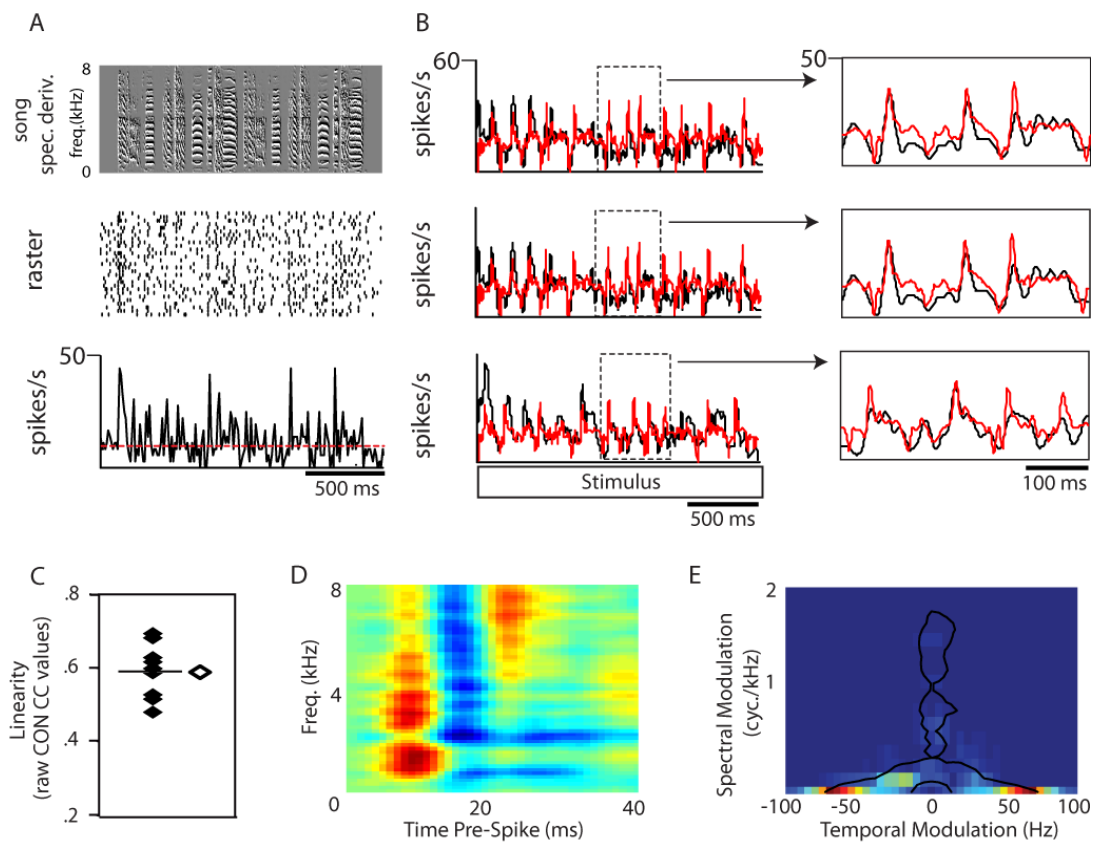 A
song
spec. deriv.
freq.(kHz)
8
0
raster
spikes/s
50
500 ms
B
60
spikes/s
50
spikes/s
spikes/s
Stimulus
500 ms
100 ms
C
Linearity
(raw CON CC values)
.8
.6
.4
.2
D
Freq. (kHz)
8
4
0
20
40
Time Pre-Spike (ms)
E
Spectral Modulation
(cyc./kHz)
2
1
-100
-50
0
50
100
Temporal Modulation (Hz)